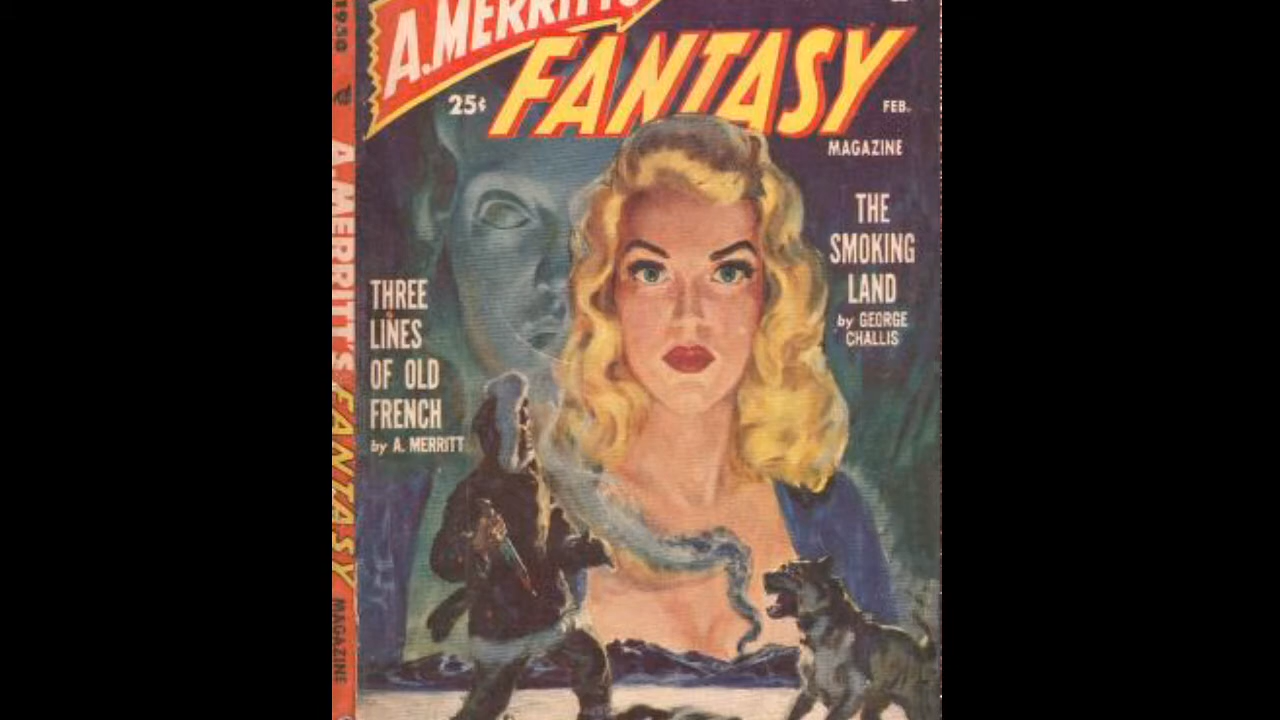 1950
A. MERRITT'S FANTASY MAGAZINE
A. MERRITT'S
FANTASY
25¢
FEB.
MAGAZINE
THE
SMOKING
LAND
by GEORGE
CHALLIS
THREE
LINES
OF OLD
FRENCH
by A. MERRITT